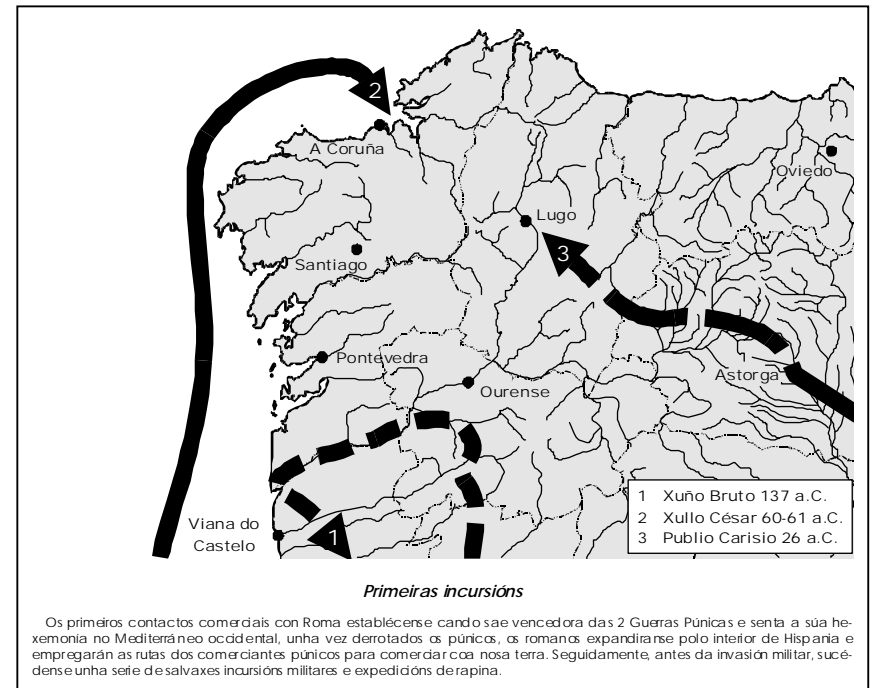 2
A Coruña
Oviedo
Lugo
3
Santiago
Pontevedra
Astorga
Ourense
Viana do
Castelo
1
1 Xuño Bruto 137 a.C.
2 Xullo César 60-61 a.C.
3 Publio Carisio 26 a.C.
Primeiras incursións
Os primeiros contactos comerciais con Roma establécense cando sae vencedora das 2 Guerras Púnicas e senta a súa he-
xemonía no Mediterráneo occidental, unha vez derrotados os púnicos, os romanos expandiranse polo interior de Hispania e
empregarán as rutas dos comerciantes púnicos para comerciar coa nosa terra. Seguidamente, antes da invasión militar, sucé-
dense unha serie de salvaxes incursións militares e expedicións de rapina.